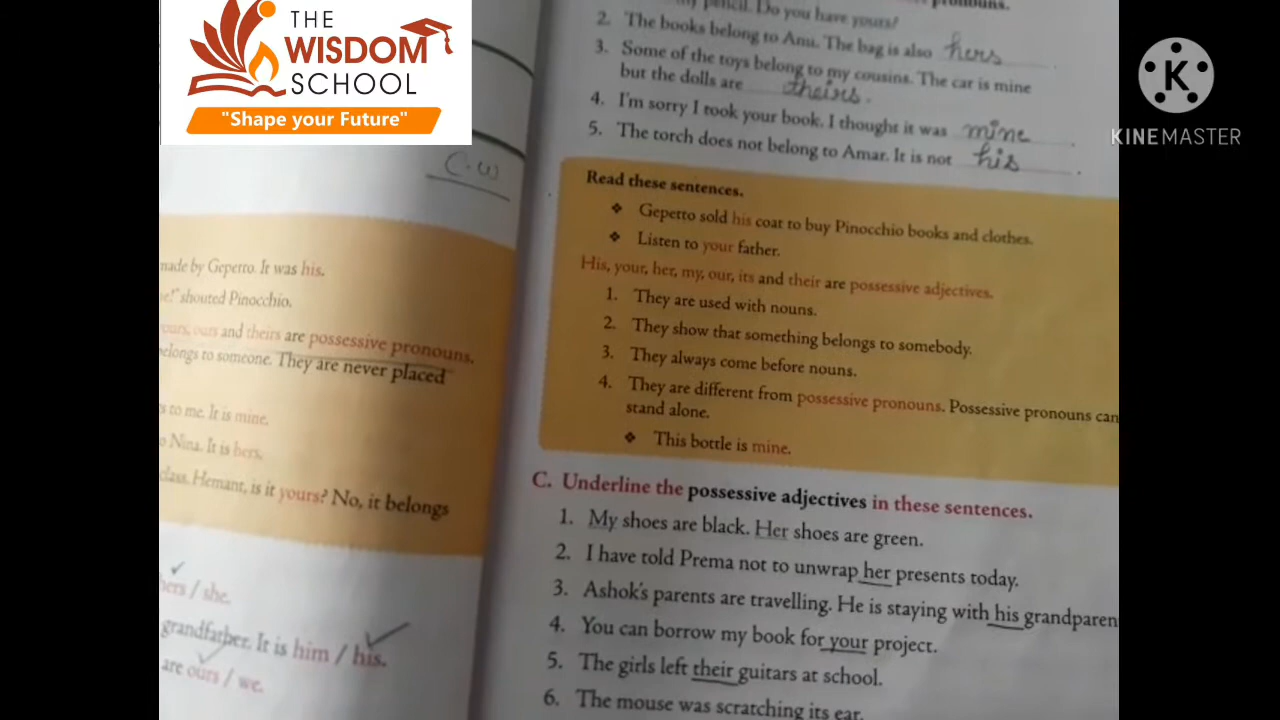 THE
WISDOM
SCHOOL
"Shape your Future"
K
KINEMASTER
C.W
made by Gepetto. It was his.
shouted Pinocchio.
ours and theirs are possessive pronouns.
belongs to someone. They are never placed
to me. It is mine.
Nina. It is hers.
class. Hemant, is it yours? No, it belongs
hers / she.
grandfather. It is him / his.
are ours / we.
pronouns.
my pencil. Do you have yours?
2. The books belong to Anu. The bag is also hers
3. Some of the toys belong to my cousins. The car is mine
but the dolls are theirs.
4. I'm sorry I took your book. I thought it was mine.
5. The torch does not belong to Amar. It is not his.
Read these sentences.
❖ Gepetto sold his coat to buy Pinocchio books and clothes.
❖ Listen to your father.
His, your, her, my, our, its and their are possessive adjectives.
1. They are used with nouns.
2. They show that something belongs to somebody.
3. They always come before nouns.
4. They are different from possessive pronouns. Possessive pronouns can
stand alone.
❖ This bottle is mine.
C. Underline the possessive adjectives in these sentences.
1. My shoes are black. Her shoes are green.
2. I have told Prema not to unwrap her presents today.
3. Ashok's parents are travelling. He is staying with his grandparen
4. You can borrow my book for your project.
5. The girls left their guitars at school.
6. The mouse was scratching its ear.